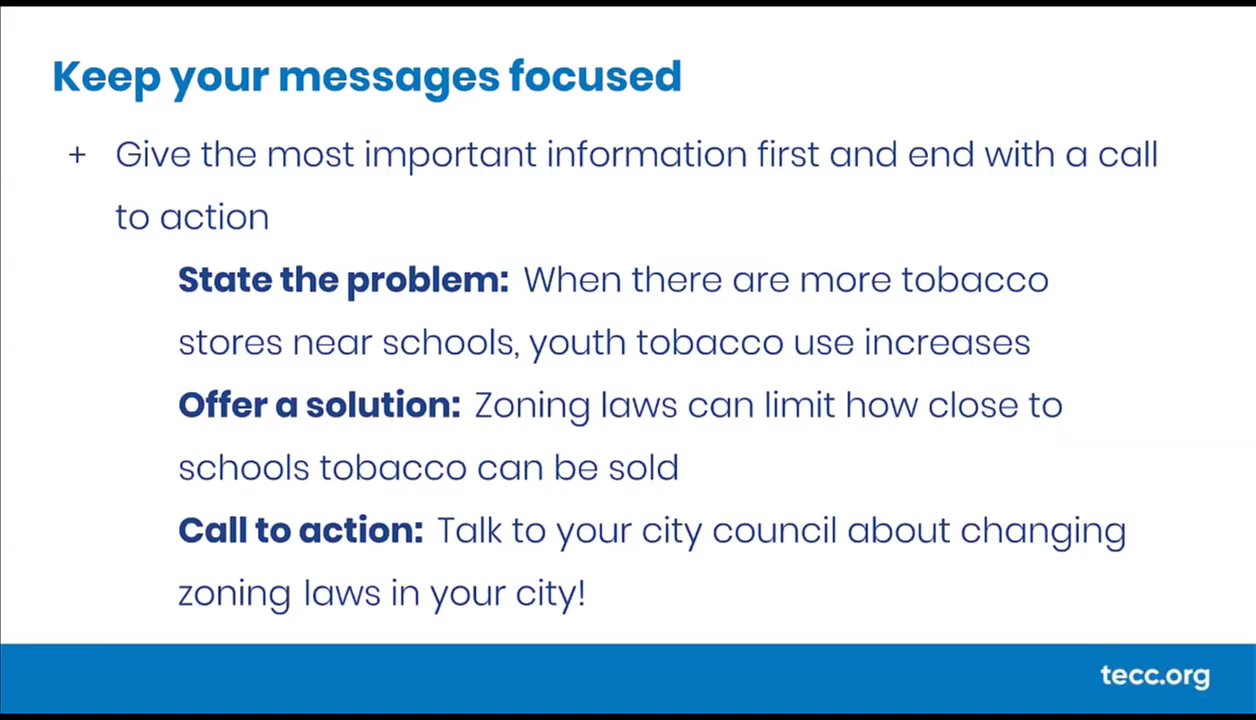 Keep your messages focused
+ Give the most important information first and end with a call
to action
State the problem: When there are more tobacco
stores near schools, youth tobacco use increases
Offer a solution: Zoning laws can limit how close to
schools tobacco can be sold
Call to action: Talk to your city council about changing
zoning laws in your city!
tecc.org